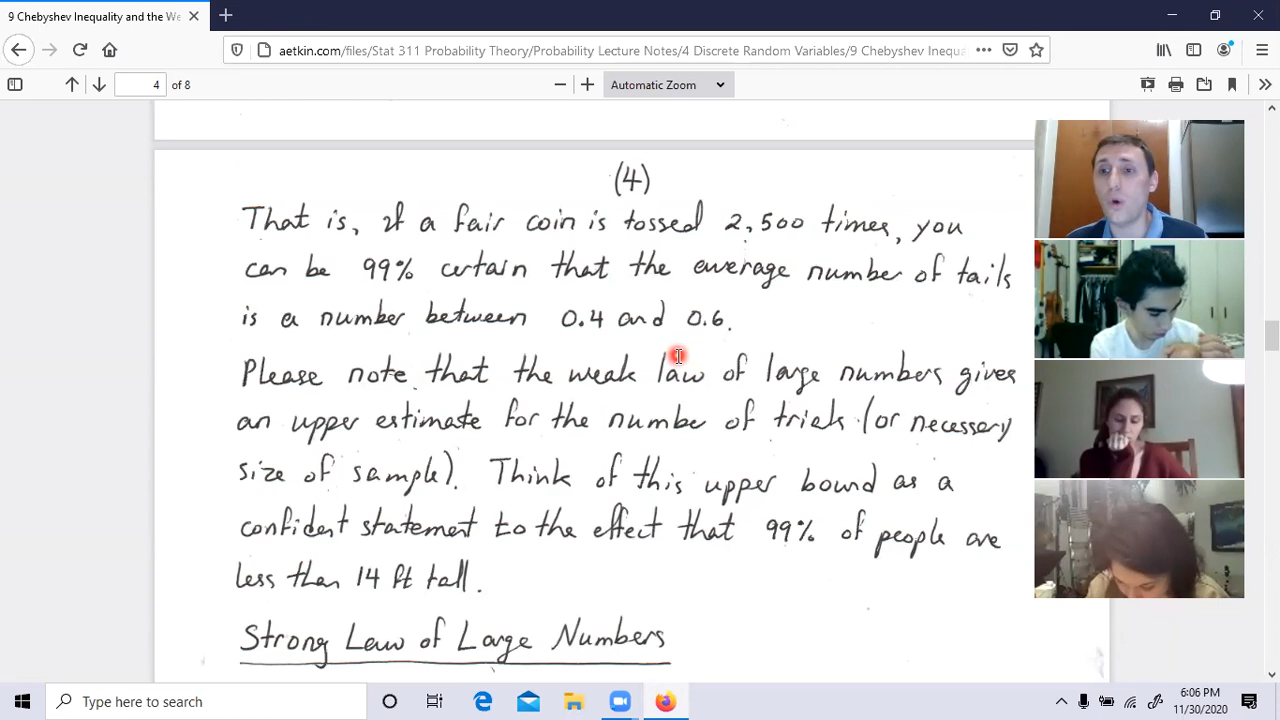 9 Chebyshev Inequality and the We
aetkin.com/files/Stat 311 Probability Theory/Probability Lecture Notes/4 Discrete Random Variables/9 Chebyshev Inequa
4 of 8
Automatic Zoom
(4)
That is, if a fair coin is tossed 2,500 times, you
can be 99% certain that the average number of tails
is a number between 0.4 and 0.6.
Please note that the weak law of large numbers gives
an upper estimate for the number of trials (or necessary
size of sample). Think of this upper bound as a
confident statement to the effect that 99% of people are
less than 14 ft tall.
Strong Law of Large Numbers
Type here to search
6:06 PM
11/30/2020